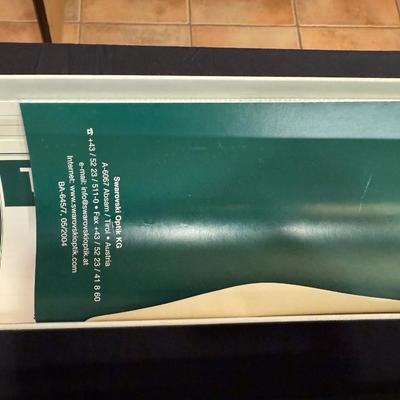 Swarovski Optik KG
A-6067 Absam / Tirol • Austria
☎ +43 / 52 23 / 511-0 • Fax +43 / 52 23 / 41 8 60
e-mail: info@swarovskioptik.at
Internet: www.swarovskioptik.com
BA-645/7, 05/2004